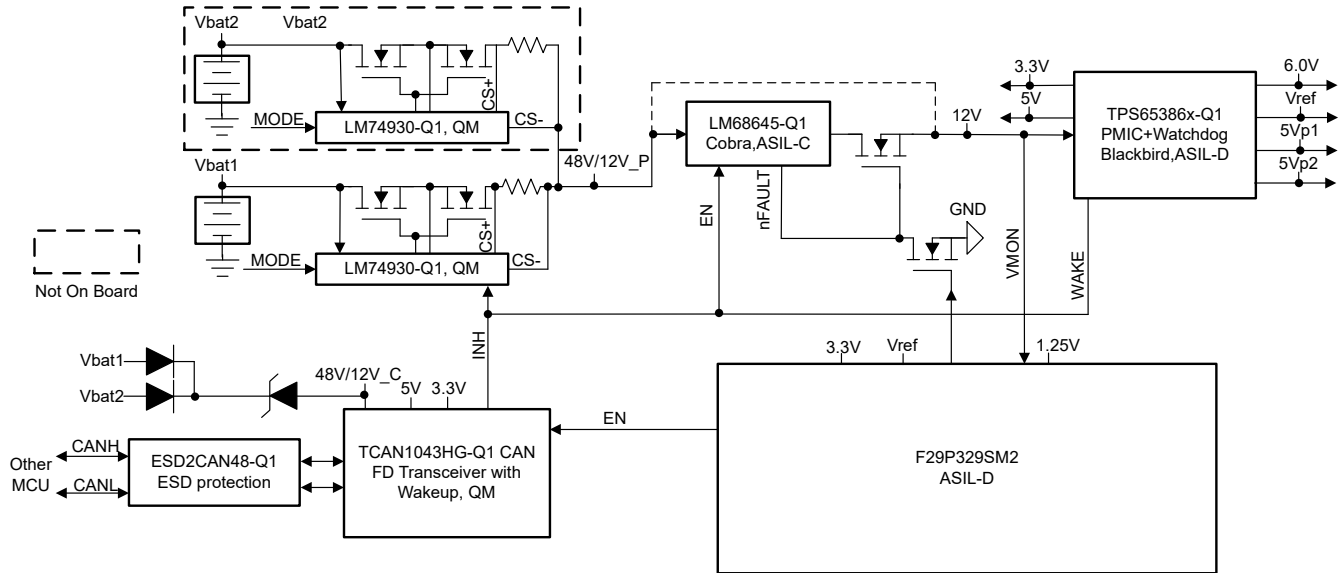 Vbat2
Vbat2
CS+
MODE
LM74930-Q1, QM
CS-
Vbat1
48V/12V_P
CS+
MODE
LM74930-Q1, QM
CS-
Not On Board
LM68645-Q1
Cobra,ASIL-C
12V
EN
nFAULT
GND
VMON
WAKE
3.3V
5V
TPS65386x-Q1
PMIC+Watchdog
Blackbird,ASIL-D
6.0V
Vref
5Vp1
5Vp2
INH
Vbat1
Vbat2
48V/12V_C
5V
3.3V
3.3V
Vref
1.25V
EN
Other
MCU
CANH
CANL
ESD2CAN48-Q1
ESD protection
TCAN1043HG-Q1 CAN
FD Transceiver with
Wakeup, QM
F29P329SM2
ASIL-D